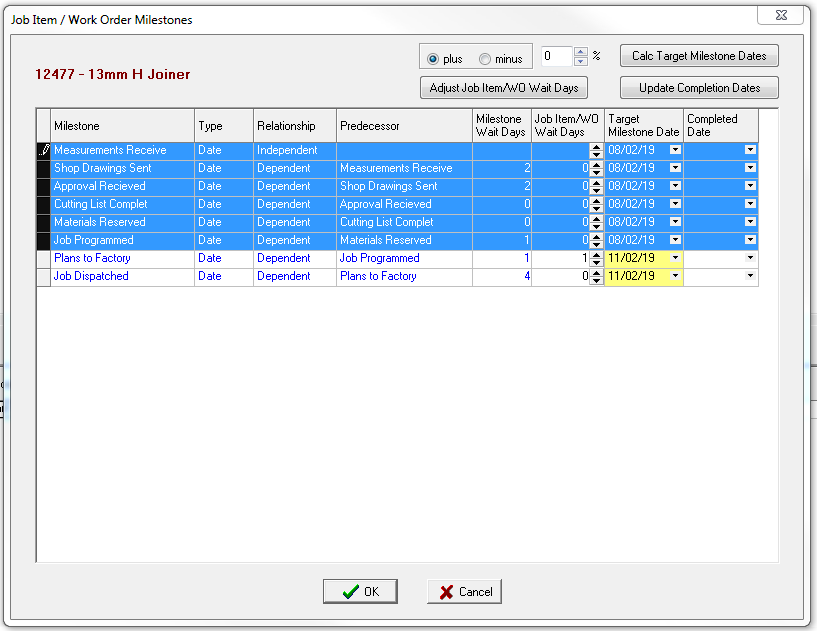 Job Item / Work Order Milestones
plus minus 0 % Calc Target Milestone Dates
12477 - 13mm H Joiner
Adjust Job Item/WO Wait Days Update Completion Dates
Milestone Type Relationship Predecessor Milestone Wait Days Job Item/WO Wait Days Target Milestone Date Completed Date
Measurements Receive Date Independent 08/02/19
Shop Drawings Sent Date Dependent Measurements Receive 2 0 08/02/19
Approval Recieved Date Dependent Shop Drawings Sent 2 0 08/02/19
Cutting List Complet Date Dependent Approval Recieved 0 0 08/02/19
Materials Reserved Date Dependent Cutting List Complet 0 0 08/02/19
Job Programmed Date Dependent Materials Reserved 1 0 08/02/19
Plans to Factory Date Dependent Job Programmed 1 1 11/02/19
Job Dispatched Date Dependent Plans to Factory 4 0 11/02/19
OK Cancel